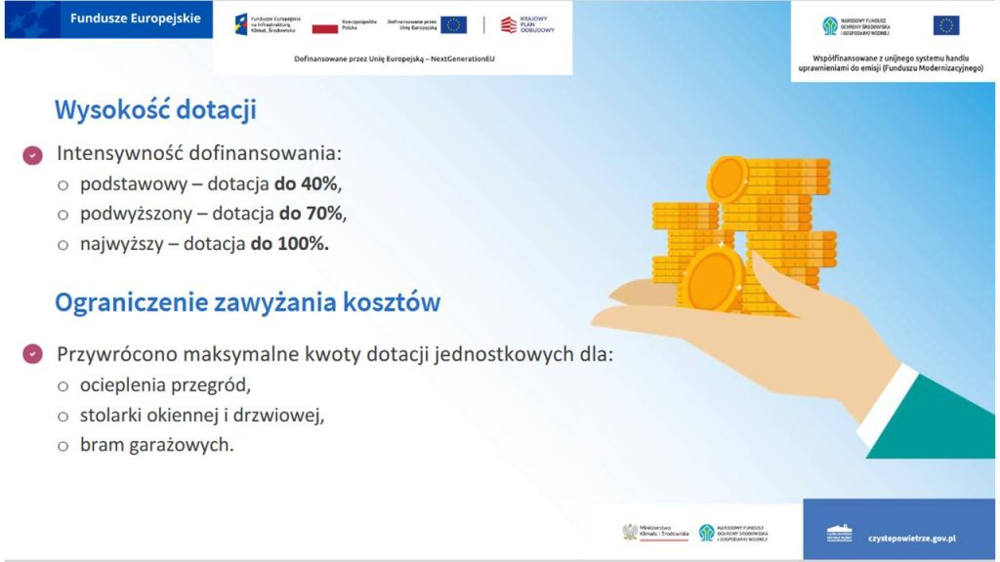 Fundusze Europejskie
Fundusze Europejskie
na Infrastrukturę,
Klimat, Środowisko
Rzeczpospolita
Polska
Dofinansowane przez
Unię Europejską
KRAJOWY
PLAN
ODBUDOWY
Dofinansowane przez Unię Europejską – NextGenerationEU
NARODOWY FUNDUSZ
OCHRONY ŚRODOWISKA
I GOSPODARKI WODNEJ
Współfinansowane z unijnego systemu handlu
uprawnieniami do emisji (Funduszu Modernizacyjnego)
Wysokość dotacji
Intensywność dofinansowania:
o podstawowy – dotacja do 40%,
o podwyższony – dotacja do 70%,
o najwyższy – dotacja do 100%.
Ograniczenie zawyżania kosztów
Przywrócono maksymalne kwoty dotacji jednostkowych dla:
o ocieplenia przegród,
o stolarki okiennej i drzwiowej,
o bram garażowych.
Ministerstwo
Klimatu i Środowiska
NARODOWY FUNDUSZ
OCHRONY ŚRODOWISKA
I GOSPODARKI WODNEJ
czystepowietrze.gov.pl